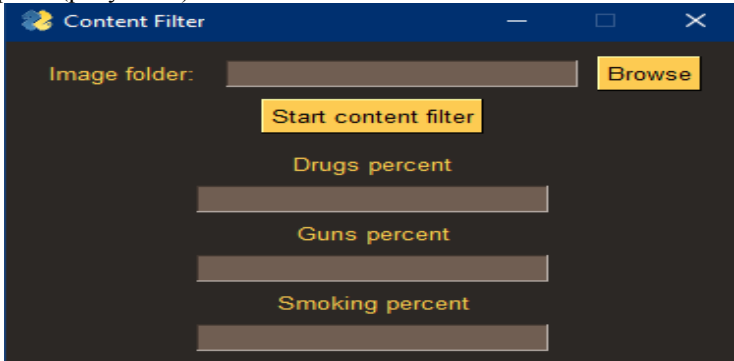 Content Filter
Image folder: Browse
Start content filter
Drugs percent
Guns percent
Smoking percent